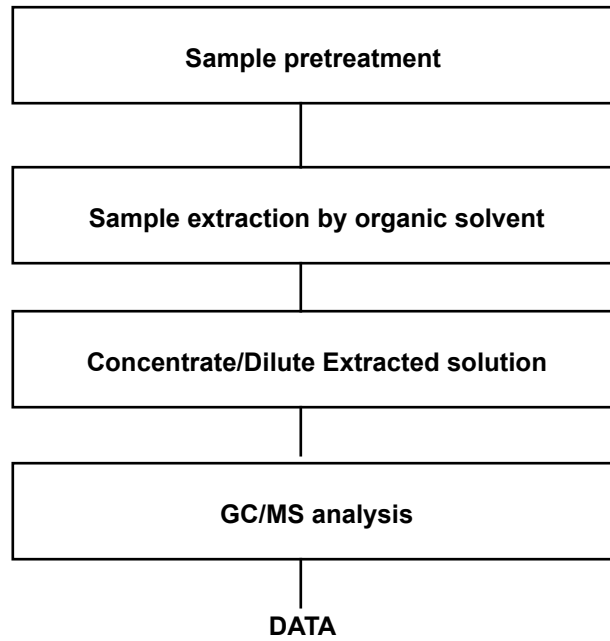 Sample pretreatment
Sample extraction by organic solvent
Concentrate/Dilute Extracted solution
GC/MS analysis
DATA